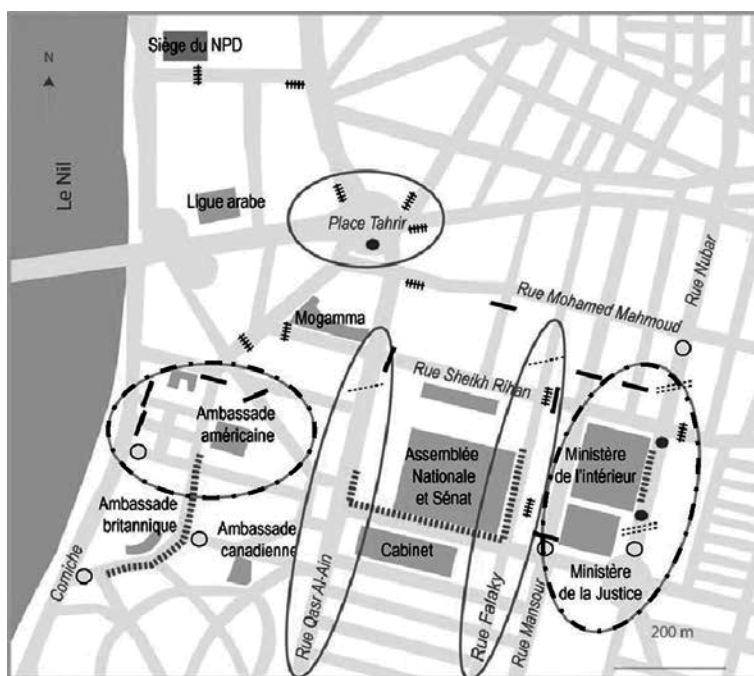 Siège du NPD
N
Le Nil
Ligue arabe
Place Tahrir
Rue Nubar
Rue Mohamed Mahmoud
Mogamma
Rue Sheikh Rihan
Ambassade
américaine
Assemblée
Nationale
et Sénat
Ministère
de l'intérieur
Ambassade
britannique
Ambassade
canadienne
Cabinet
Corniche
Rue Qasr Al-Ain
Rue Falaky
Rue Mansour
Ministère
de la Justice
200 m